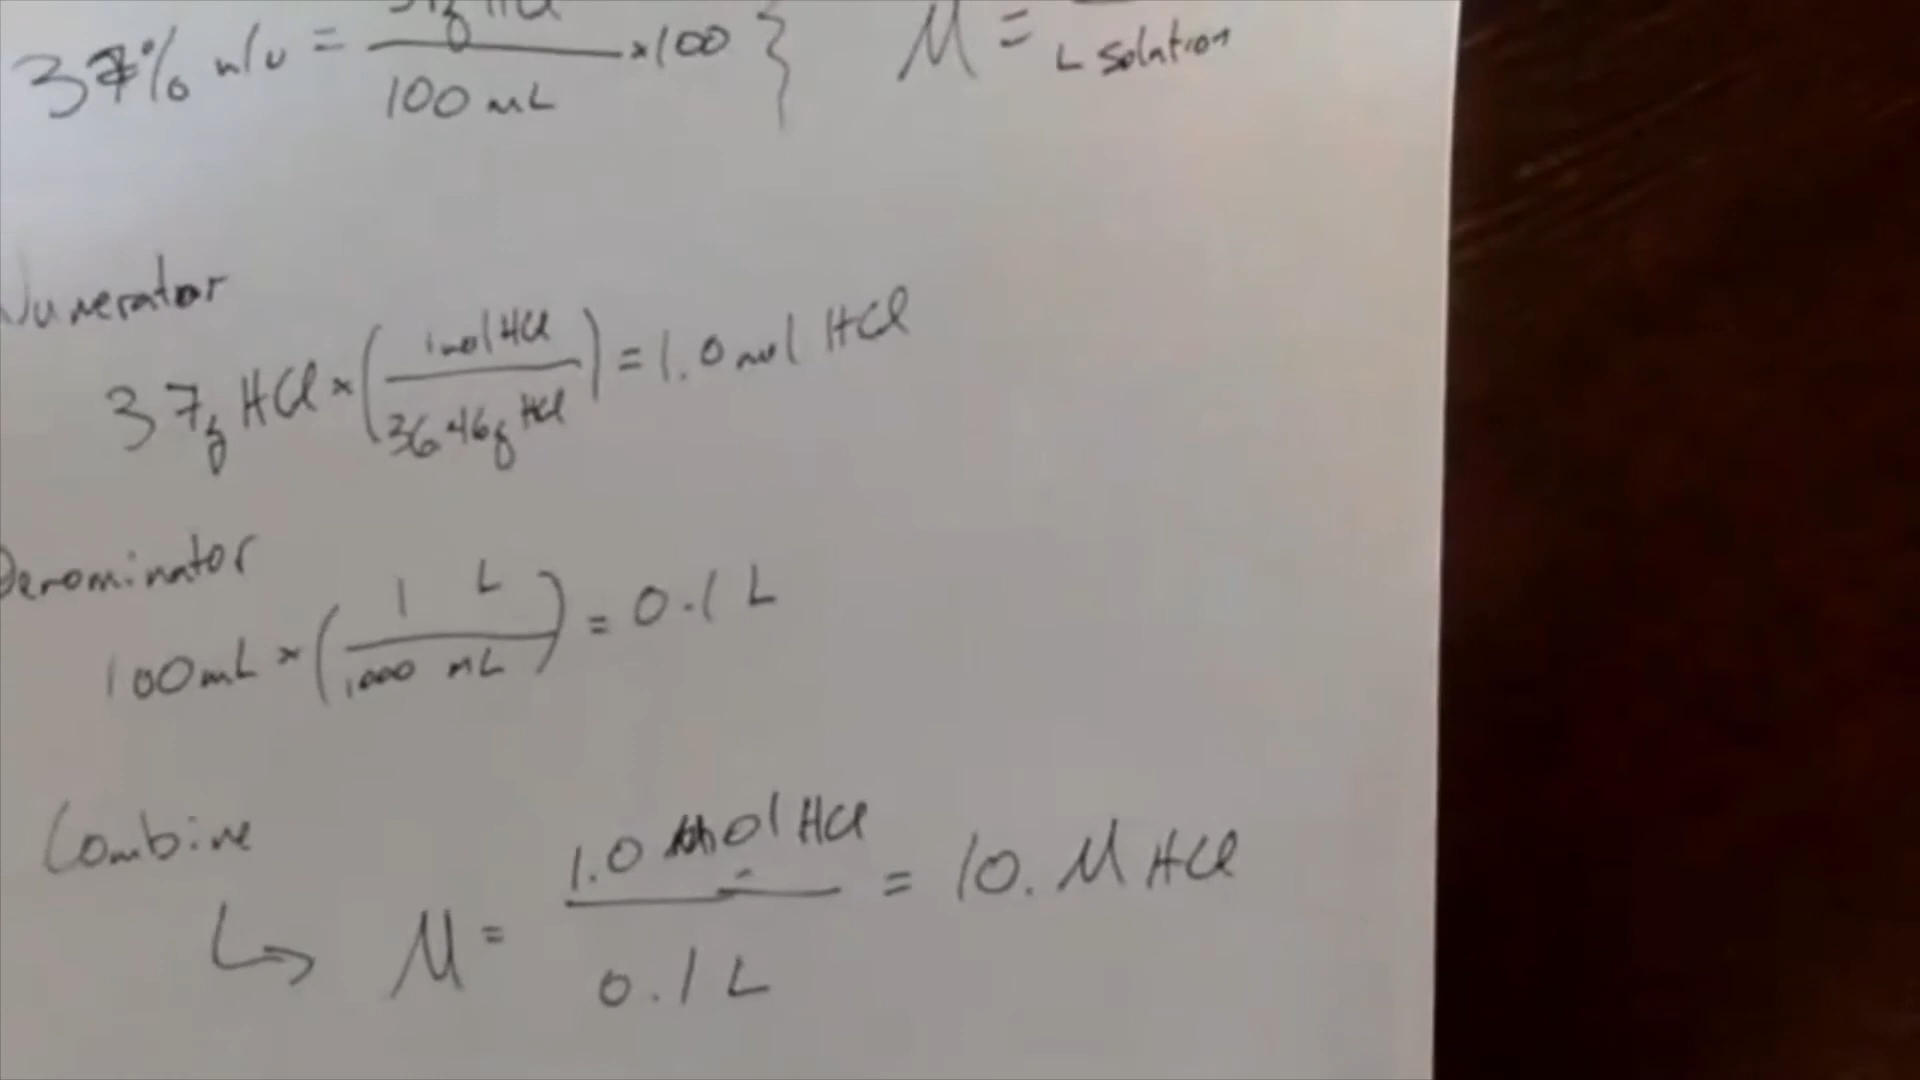 37% m/v = g HCl / 100 mL × 100 } M = / L solution
Numerator
37g HCl × ( 1 mol HCl / 36.46g HCl ) = 1.0 mol HCl
Denominator
100mL × ( 1 L / 1000 mL ) = 0.1 L
Combine
↳ M = 1.0 mol HCl / 0.1 L = 10. M HCl